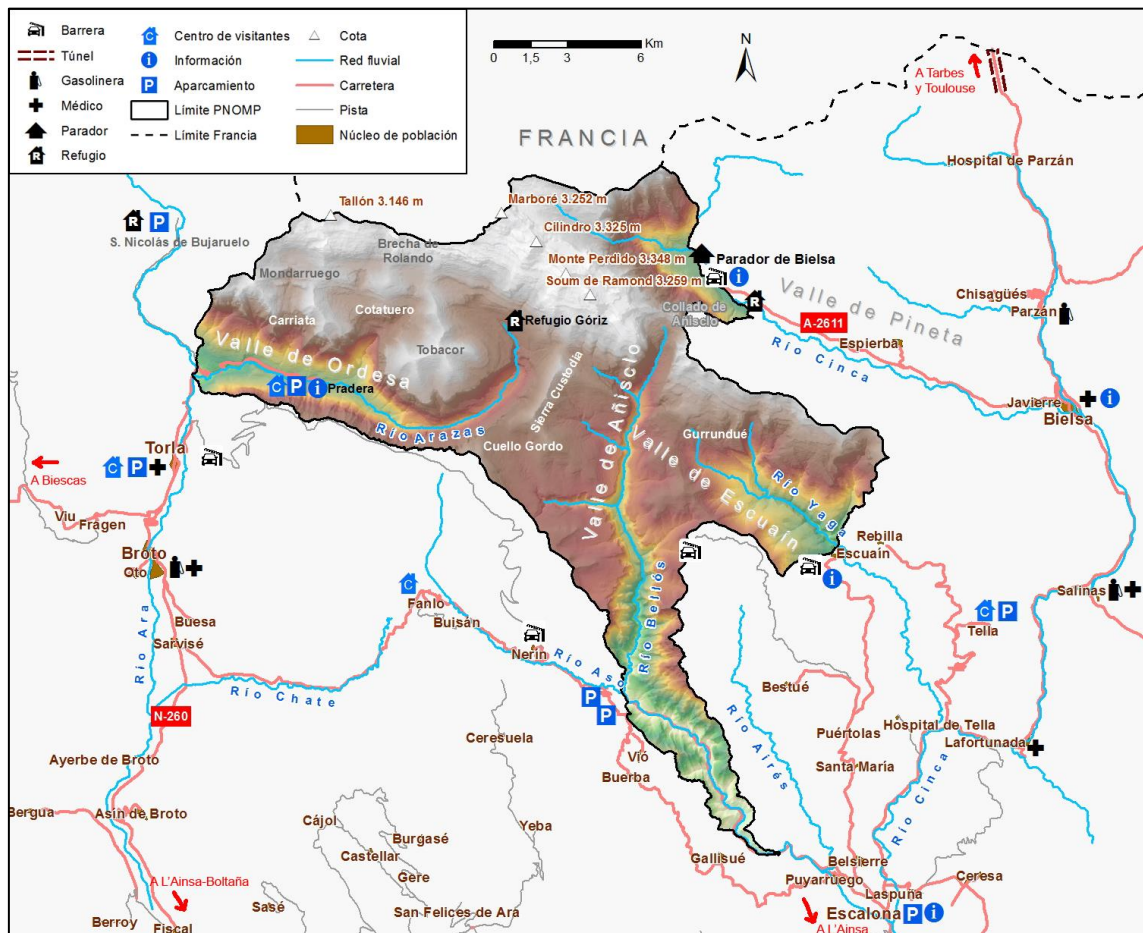 Barrera
Túnel
Gasolinera
Médico
Parador
Refugio
Centro de visitantes
Información
Aparcamiento
Límite PNOMP
Límite Francia
Cota
Red fluvial
Carretera
Pista
Núcleo de población
0 1,5 3 6 Km
N
A Tarbes
y Toulouse
FRANCIA
Hospital de Parzán
Tallón 3.146 m
Marboré 3.252 m
S. Nicolás de Bujaruelo
Brecha de
Rolando
Cilindro 3.325 m
Mondarruego
Monte Perdido 3.348 m
Parador de Bielsa
Soum de Ramond 3.259 m
Valle de Pineta
Chisagüés
Parzán
Collado de
Añisclo
Carriata
Cotatuero
Refugio Góriz
A-2611
Espierba
Río Cinca
Tobacor
Valle de Ordesa
Pradera
Sierra Custodia
Valle de Añisclo
Javierre
Bielsa
Río Arazas
Cuello Gordo
Gurrundué
Valle de Escuaín
Río Yaga
Torla
A Biescas
Viu
Fragen
Broto
Oto
Rebilla
Escuaín
Salinas
Fanlo
Buisán
Buesa
Sarvisé
Nerín
Río Aso
Río Bellós
Tella
Río Ara
Río Chate
N-260
Bestué
Río Airés
Puértolas
Hospital de Tella
Lafortunada
Ceresuela
Vió
Buerba
Santa María
Río Cinca
Ayerbe de Broto
Bergua
Asín de Broto
Cájol
Burgasé
Castellar
Gere
Yeba
Gallisué
Belsierre
Puyarruego
Laspuña
Ceresa
A L'Ainsa-Boltaña
Berroy
Fiscal
Sasé
San Felices de Ara
Escalona
A L'Ainsa